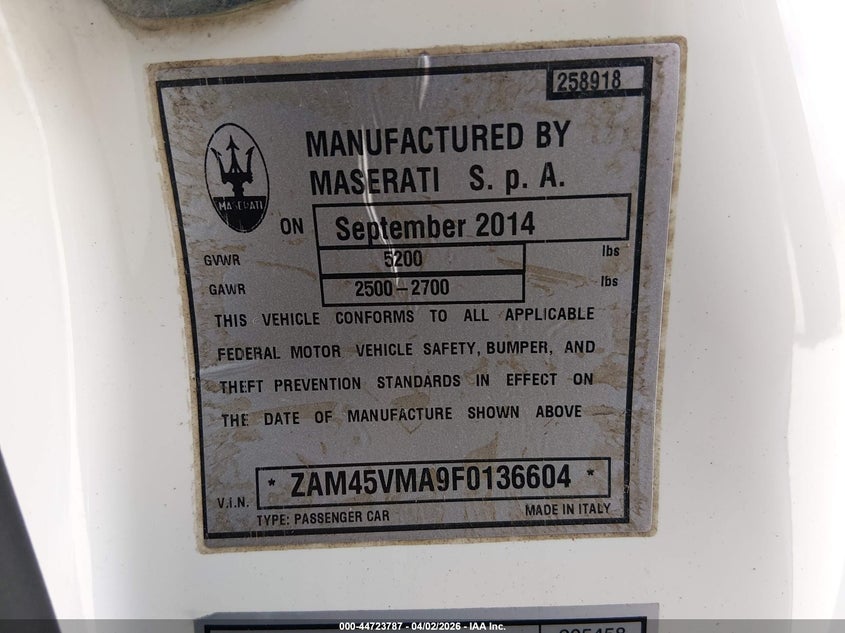 258918
MANUFACTURED BY
MASERATI S. p. A.
MASERATI
ON September 2014
GVWR 5200 lbs
GAWR 2500-2700 lbs
THIS VEHICLE CONFORMS TO ALL APPLICABLE
FEDERAL MOTOR VEHICLE SAFETY, BUMPER, AND
THEFT PREVENTION STANDARDS IN EFFECT ON
THE DATE OF MANUFACTURE SHOWN ABOVE
V.i.N. * ZAM45VMA9F0136604 *
TYPE: PASSENGER CAR MADE IN ITALY
000-44723787 - 04/02/2026 - IAA Inc.